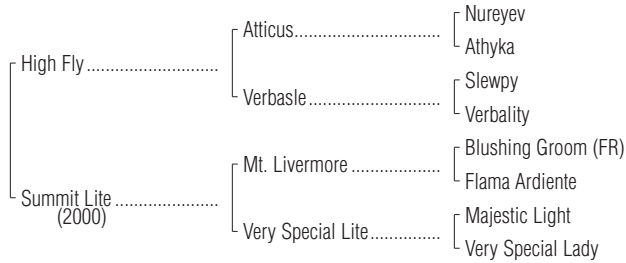 Nureyev
Atticus
Athyka
High Fly
Slewpy
Verbasle
Verbality
Blushing Groom (FR)
Mt. Livermore
Flama Ardiente
Summit Lite
(2000)
Majestic Light
Very Special Lite
Very Special Lady